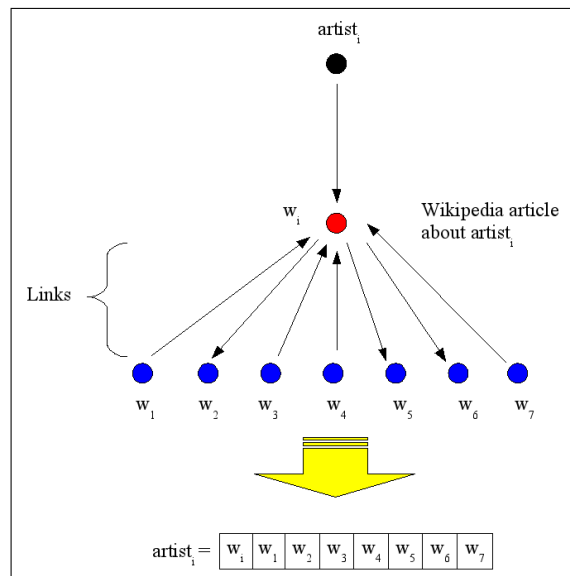 artist_i
w_i
Wikipedia article
about artist_i
Links
w_1 w_2 w_3 w_4 w_5 w_6 w_7
artist_i = w_i w_1 w_2 w_3 w_4 w_5 w_6 w_7